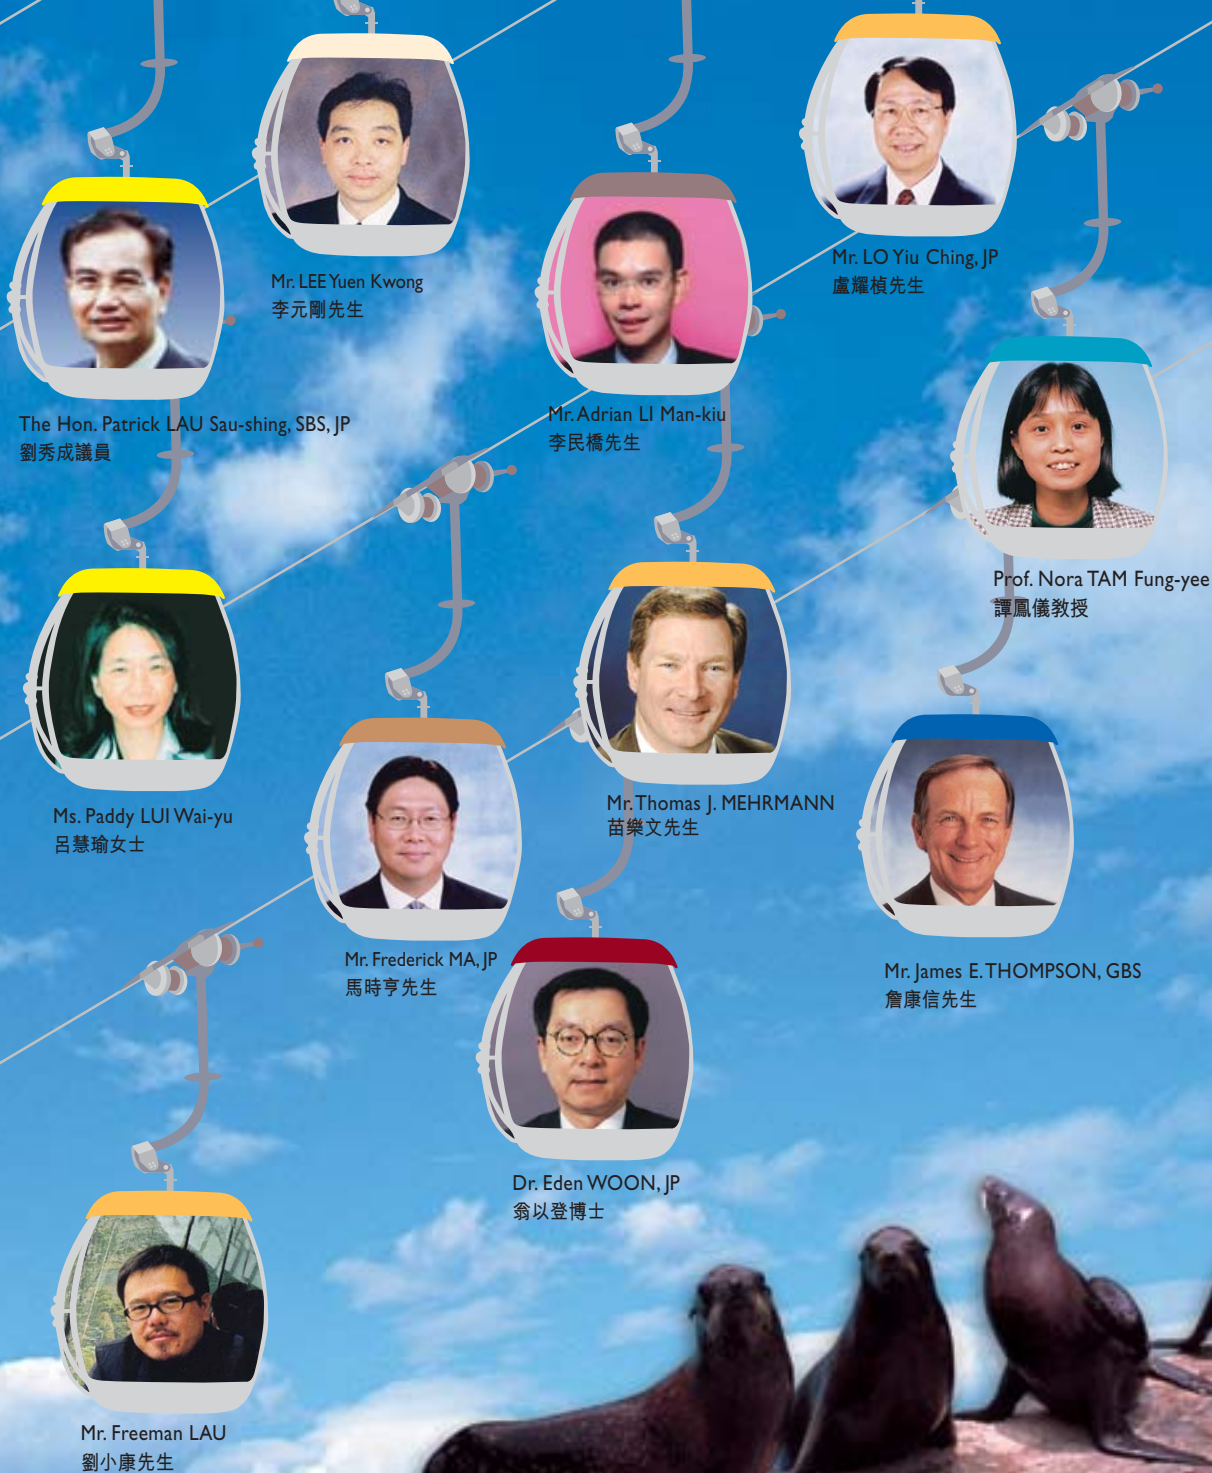 Mr. LEE Yuen Kwong
李元剛先生
Mr. LO Yiu Ching, JP
盧耀楨先生
The Hon. Patrick LAU Sau-shing, SBS, JP
劉秀成議員
Mr. Adrian LI Man-kiu
李民橋先生
Prof. Nora TAM Fung-yee
譚鳳儀教授
Ms. Paddy LUI Wai-yu
呂慧瑜女士
Mr. Thomas J. MEHRMANN
苗樂文先生
Mr. Frederick MA, JP
馬時亨先生
Mr. James E. THOMPSON, GBS
詹康信先生
Dr. Eden WOON, JP
翁以登博士
Mr. Freeman LAU
劉小康先生